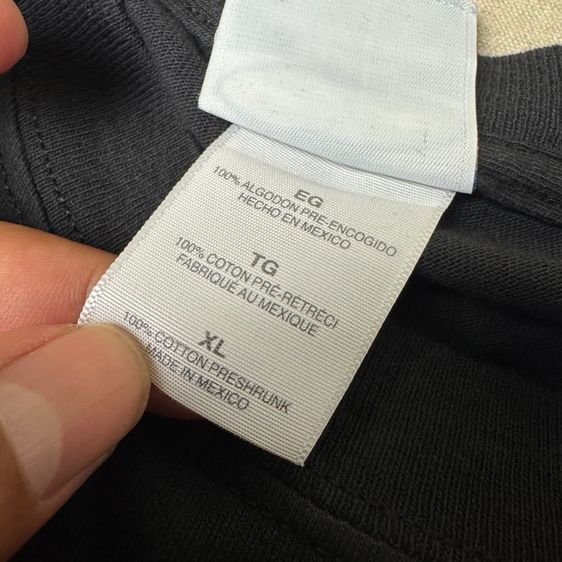 EG
100% ALGODON PRE-ENCOGIDO
HECHO EN MEXICO
TG
100% COTON PRÉ-RETRECI
FABRIQUÉ AU MEXIQUE
XL
100% COTTON PRESHRUNK
MADE IN MEXICO